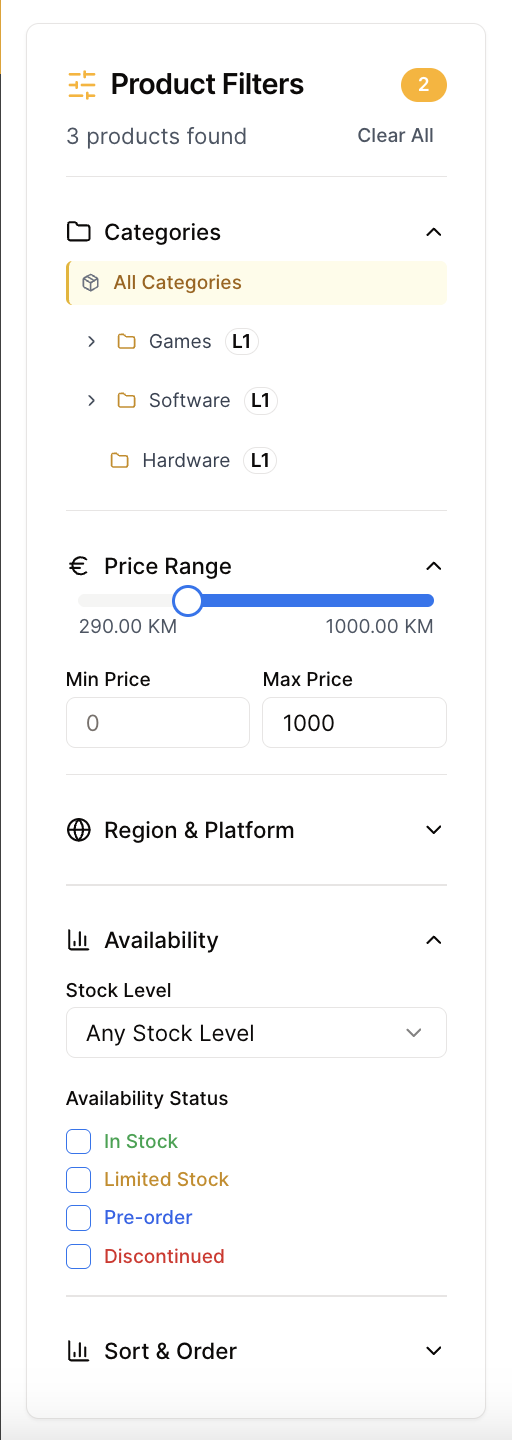 Product Filters 2
3 products found Clear All
Categories
All Categories
Games L1
Software L1
Hardware L1
€ Price Range
290.00 KM 1000.00 KM
Min Price Max Price
0 1000
Region & Platform
Availability
Stock Level
Any Stock Level
Availability Status
In Stock
Limited Stock
Pre-order
Discontinued
Sort & Order